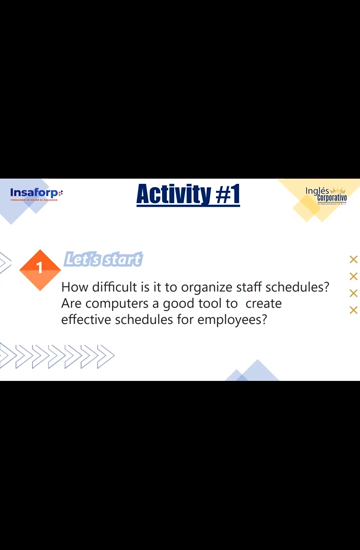 Insaforp
Activity #1
Inglés
Corporativo
1
Let's start
How difficult is it to organize staff schedules?
Are computers a good tool to create
effective schedules for employees?